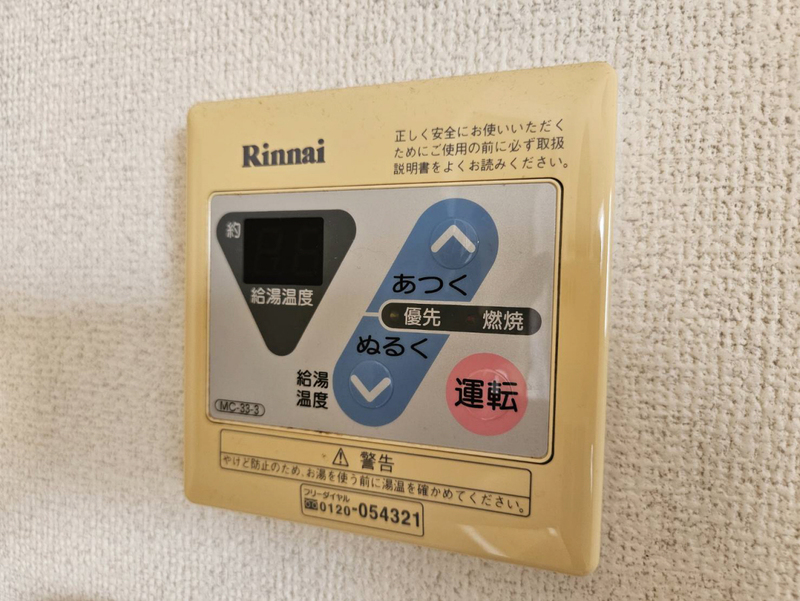 Rinnai
正しく安全にお使いいただく
ためにご使用の前に必ず取扱
説明書をよくお読みください。
約
給湯温度
あつく
優先 燃焼
ぬるく
給湯
温度
運転
MC-33-3
⚠ 警告
やけど防止のため、お湯を使う前に湯温を確かめてください。
フリーダイヤル
0120-054321